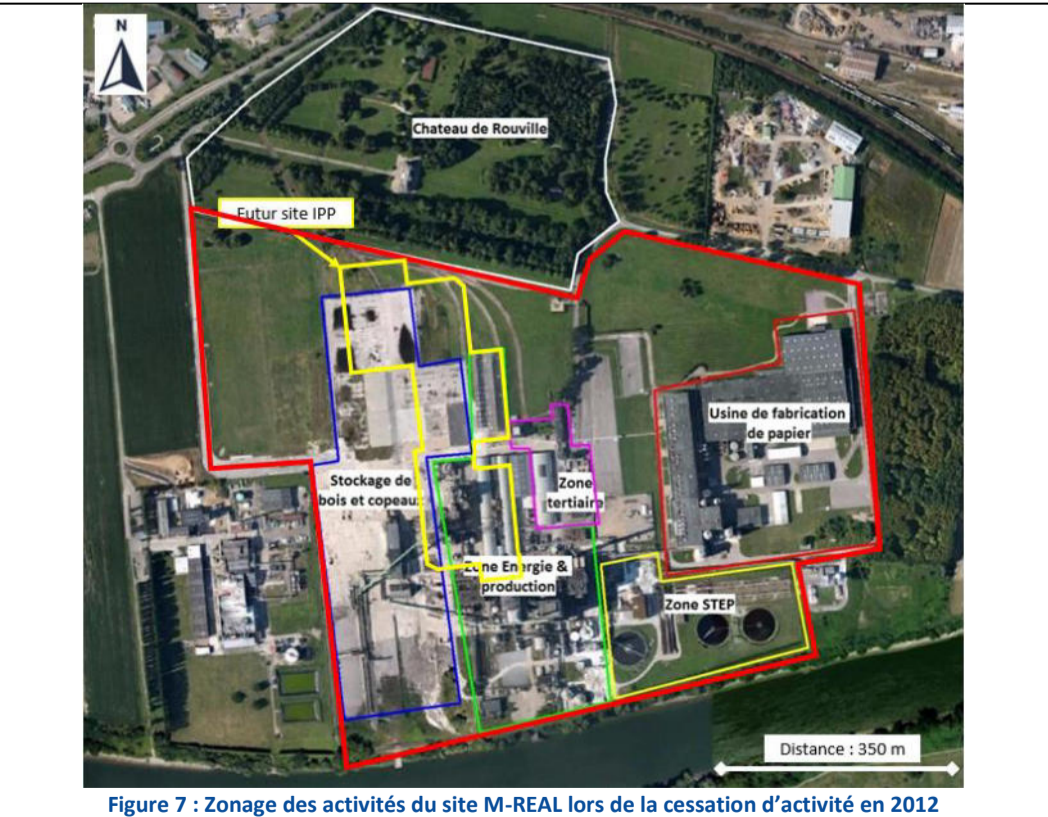 N
Chateau de Rouville
Futur site IPP
Usine de fabrication
de papier
Stockage de
bois et copeaux
Zone
tertiaire
Zone Energie &
production
Zone STEP
Distance : 350 m
Figure 7 : Zonage des activités du site M-REAL lors de la cessation d’activité en 2012